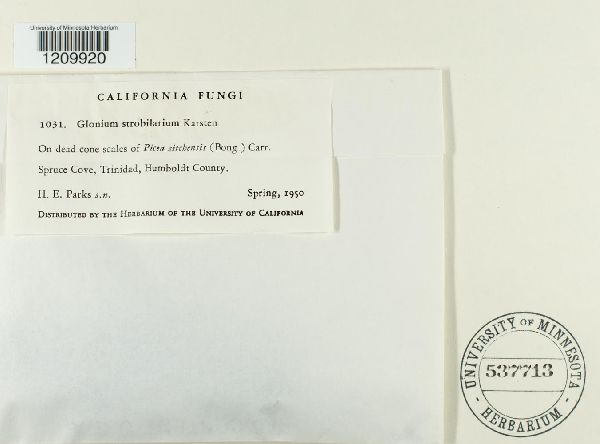 University of Minnesota Herbarium
1209920
CALIFORNIA FUNGI
1031. Glonium strobilarium Karsten
On dead cone scales of Picea sitchensis (Bong.) Carr.
Spruce Cove, Trinidad, Humboldt County.
H. E. Parks s.n. Spring, 1950
DISTRIBUTED BY THE HERBARIUM OF THE UNIVERSITY OF CALIFORNIA
UNIVERSITY OF MINNESOTA
537713
- HERBARIUM -